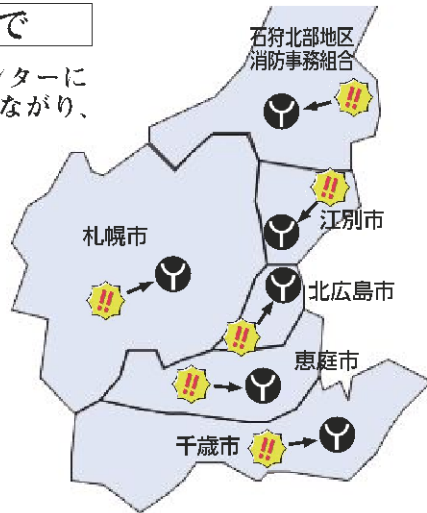 で
ターに
ながり、
石狩北部地区
消防事務組合
!!
!!
江別市
札幌市
北広島市
!!
!!
恵庭市
!!
千歳市
!!